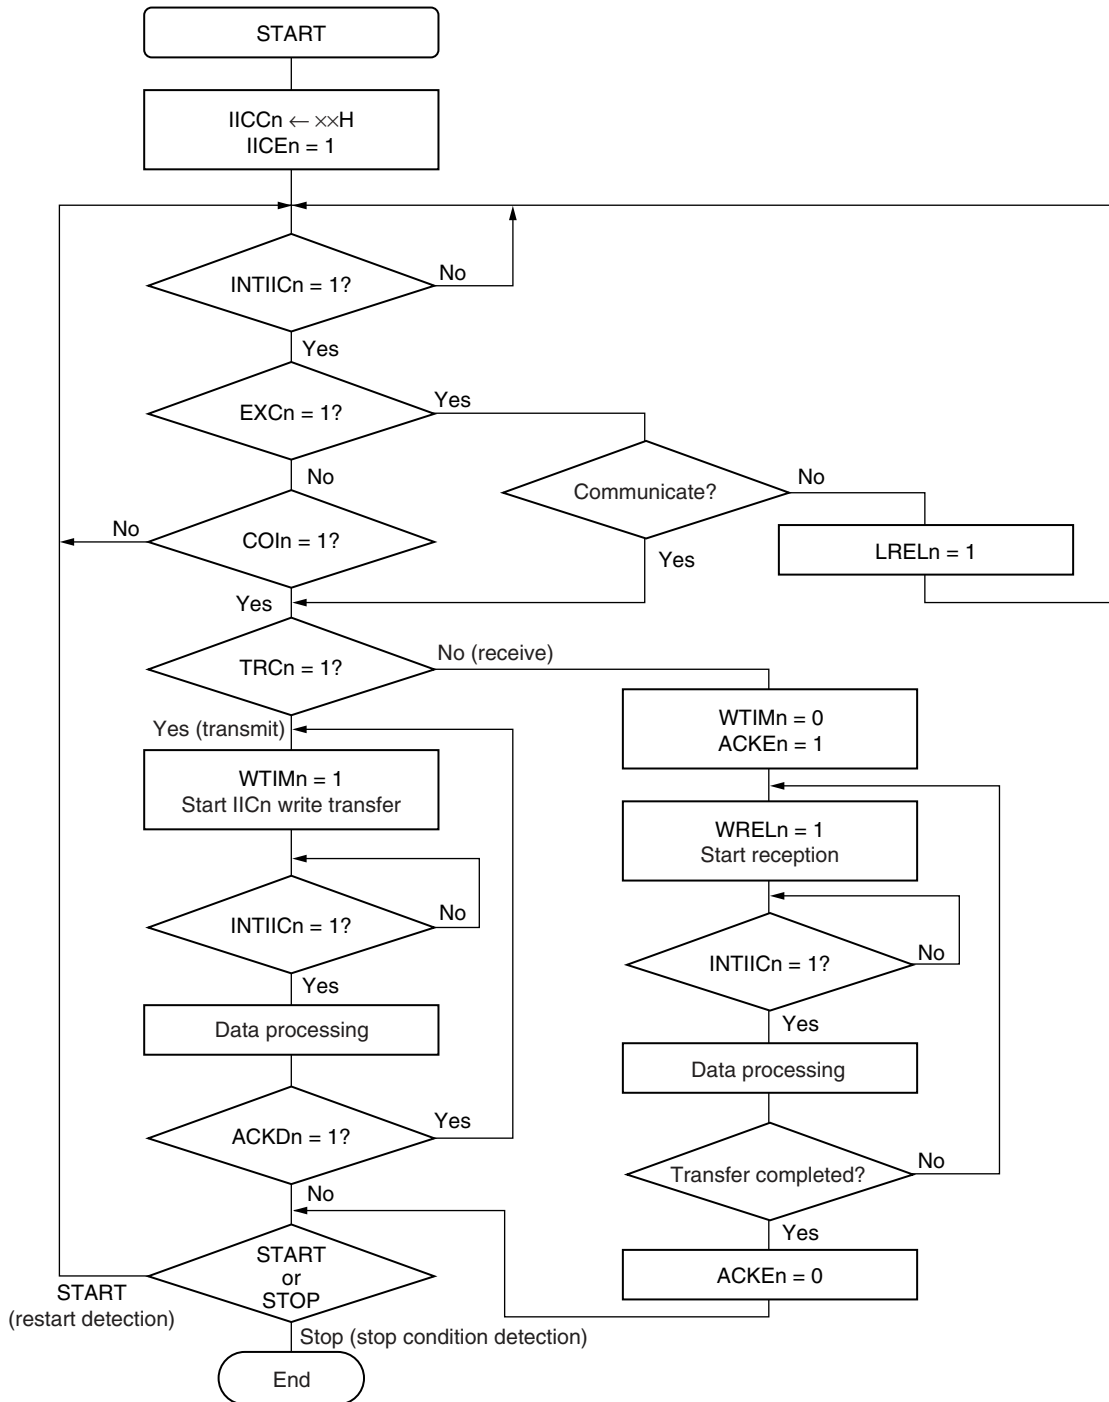 START
IICCn ← ××H
IICEn = 1
INTIICn = 1?
No
Yes
EXCn = 1?
Yes
No
Communicate?
No
Yes
LRELn = 1
COIn = 1?
No
Yes
TRCn = 1?
No (receive)
Yes (transmit)
WTIMn = 1
Start IICn write transfer
INTIICn = 1?
No
Yes
Data processing
ACKDn = 1?
Yes
No
WTIMn = 0
ACKEn = 1
WRELn = 1
Start reception
INTIICn = 1?
No
Yes
Data processing
Transfer completed?
No
Yes
ACKEn = 0
START
or
STOP
START
(restart detection)
Stop (stop condition detection)
End